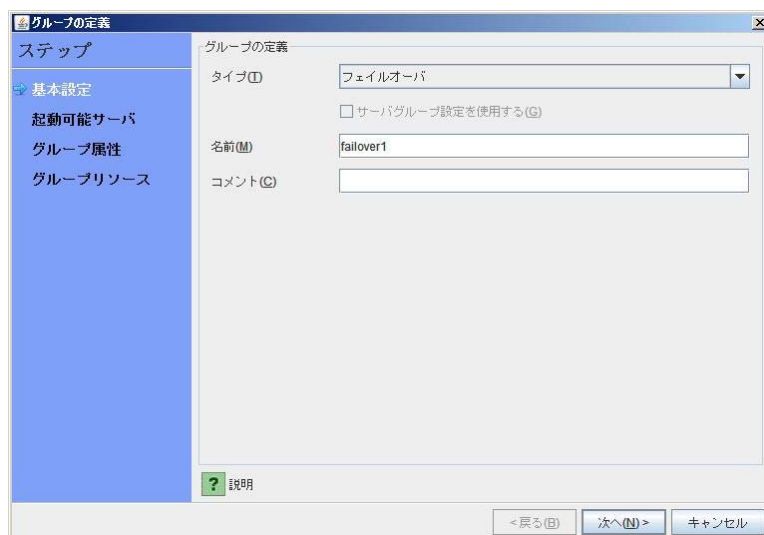 グループの定義
ステップ
基本設定
起動可能サーバ
グループ属性
グループリソース
グループの定義
タイプ(T) フェイルオーバ
サーバグループ設定を使用する(G)
名前(M) failover1
コメント(C)
? 説明
<戻る(B) 次へ(N)> キャンセル